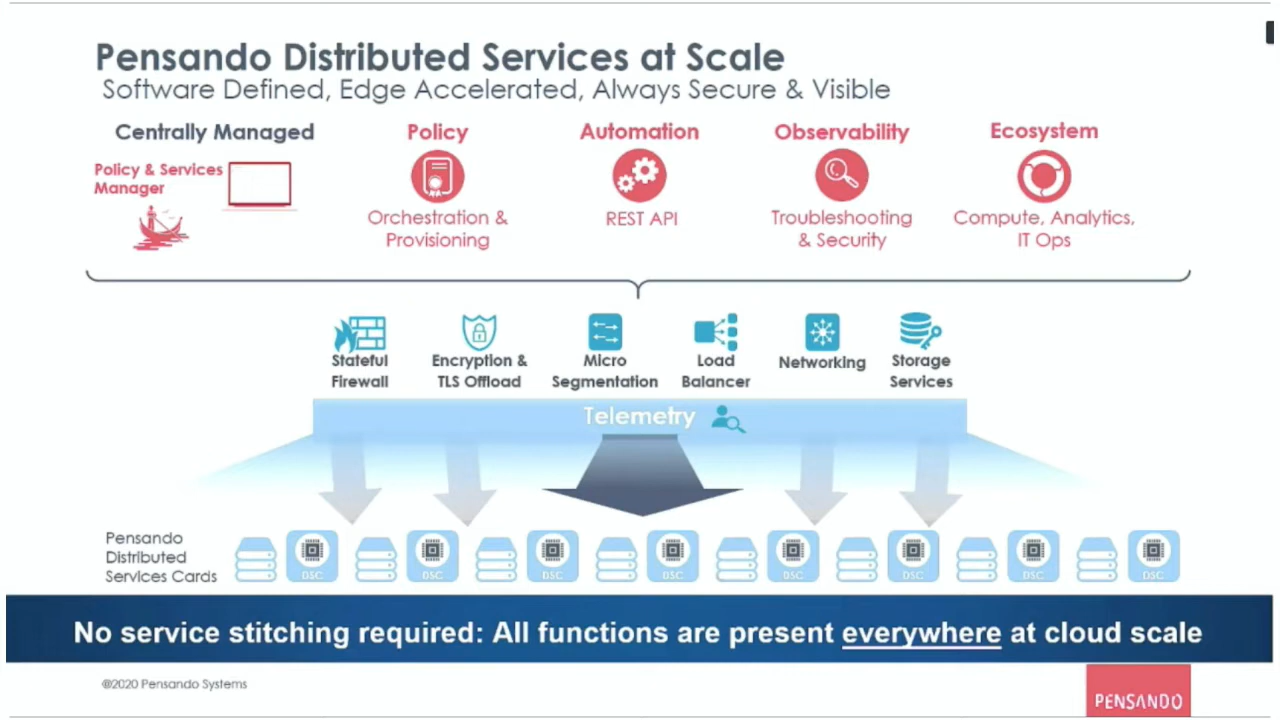 Pensando Distributed Services at Scale
Software Defined, Edge Accelerated, Always Secure & Visible
Centrally Managed
Policy
Automation
Observability
Ecosystem
Policy & Services
Manager
Orchestration &
Provisioning
REST API
Troubleshooting
& Security
Compute, Analytics,
IT Ops
Stateful
Firewall
Encryption &
TLS Offload
Micro
Segmentation
Load
Balancer
Networking
Storage
Services
Telemetry
Pensando
Distributed
Services Cards
DSC
DSC
DSC
DSC
DSC
DSC
DSC
DSC
No service stitching required: All functions are present everywhere at cloud scale
©2020 Pensando Systems
PENSANDO